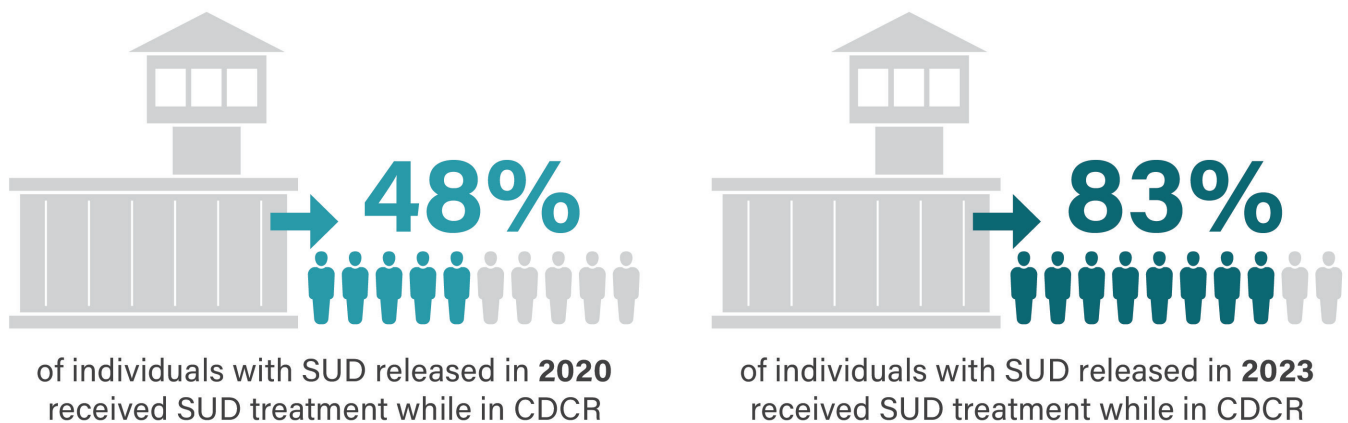 48%
of individuals with SUD released in 2020
received SUD treatment while in CDCR
83%
of individuals with SUD released in 2023
received SUD treatment while in CDCR